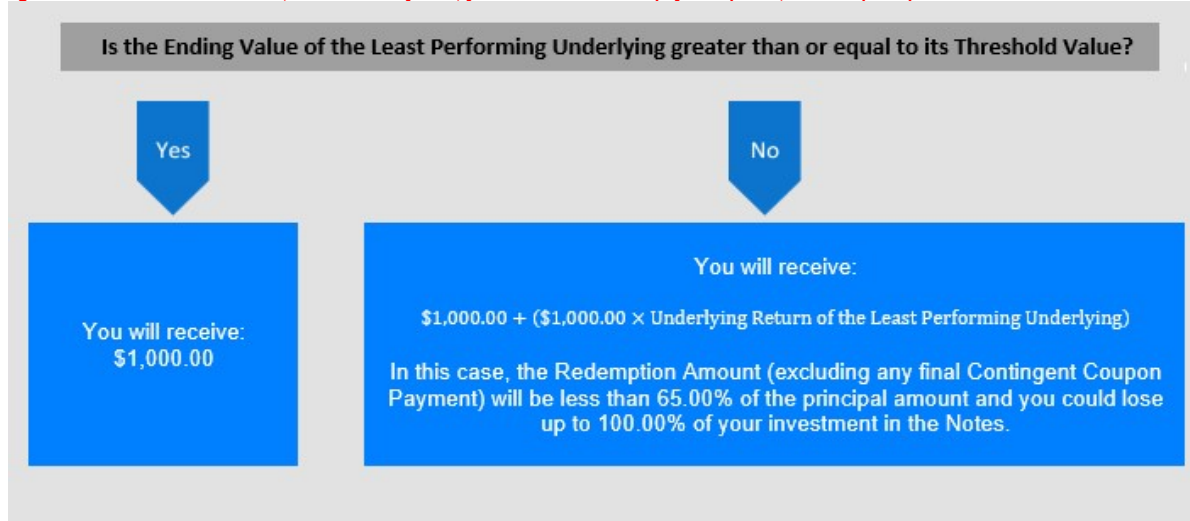 Is the Ending Value of the Least Performing Underlying greater than or equal to its Threshold Value?
Yes
No
You will receive:
$1,000.00
You will receive:
$1,000.00 + ($1,000.00 × Underlying Return of the Least Performing Underlying)
In this case, the Redemption Amount (excluding any final Contingent Coupon
Payment) will be less than 65.00% of the principal amount and you could lose
up to 100.00% of your investment in the Notes.